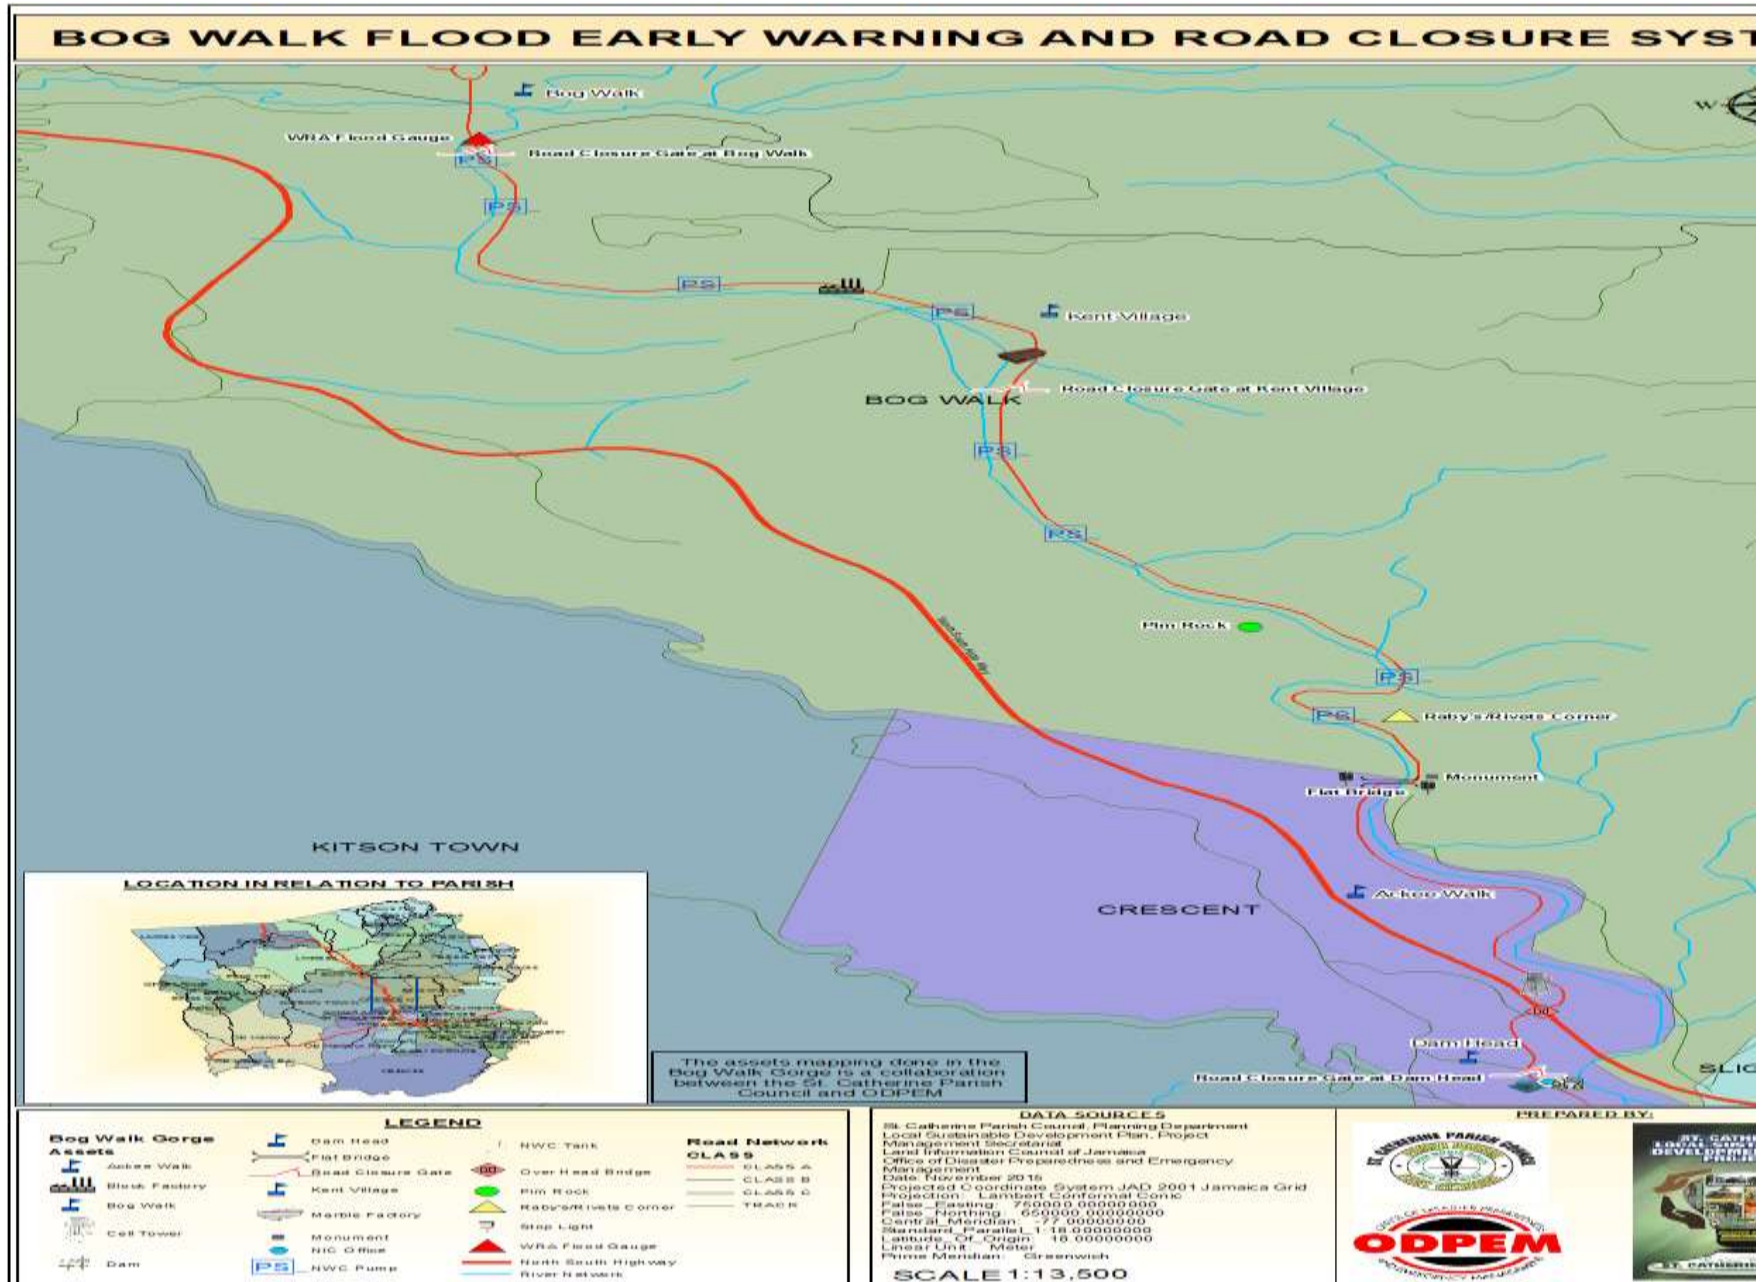 BOG WALK FLOOD EARLY WARNING AND ROAD CLOSURE SYST
Bog Walk
W
WRA Flood Gauge
Road Closure Gate at Bog Walk
PS
PS
PS
PS
Kent Village
Road Closure Gate at Kent Village
BOG WALK
PS
PS
Pim Rock
North South High Way
PS
PS
Raby's/Rivets Corner
Monument
Flat Bridge
KITSON TOWN
Ackee Walk
CRESCENT
LOCATION IN RELATION TO PARISH
Dam Head
Road Closure Gate at Dam Head
SLIG
The assets mapping done in the
Bog Walk Gorge is a collaboration
between the St. Catherine Parish
Council and ODPEM
LEGEND
Bog Walk Gorge
Assets
Ackee Walk
Block Factory
Bog Walk
Cell Tower
Dam
Dam Head
Flat Bridge
Road Closure Gate
Kent Village
Marble Factory
Monument
NIC Office
PS NWC Pump
NWC Tank
Over Head Bridge
Pim Rock
Raby's/Rivets Corner
Stop Light
WRA Flood Gauge
North South Highway
River Network
Road Network
CLASS
CLASS A
CLASS B
CLASS C
TRACK
DATA SOURCES
St. Catherine Parish Council, Planning Department
Local Sustainable Development Plan, Project
Management Secretariat
Land Information Council of Jamaica
Office of Disaster Preparedness and Emergency
Management
Date: November 2015
Projected Coordinate System JAD 2001 Jamaica Grid
Projection: Lambert Conformal Conic
False_Easting: 750000.00000000
False_Northing: 650000.00000000
Central_Meridian: -77.00000000
Standard_Parallel_1: 18.00000000
Latitude_Of_Origin: 18.00000000
Linear Unit: Meter
Prime Meridian: Greenwich
SCALE 1:13,500
PREPARED BY:
ST. CATHERINE PARISH COUNCIL
ODPEM